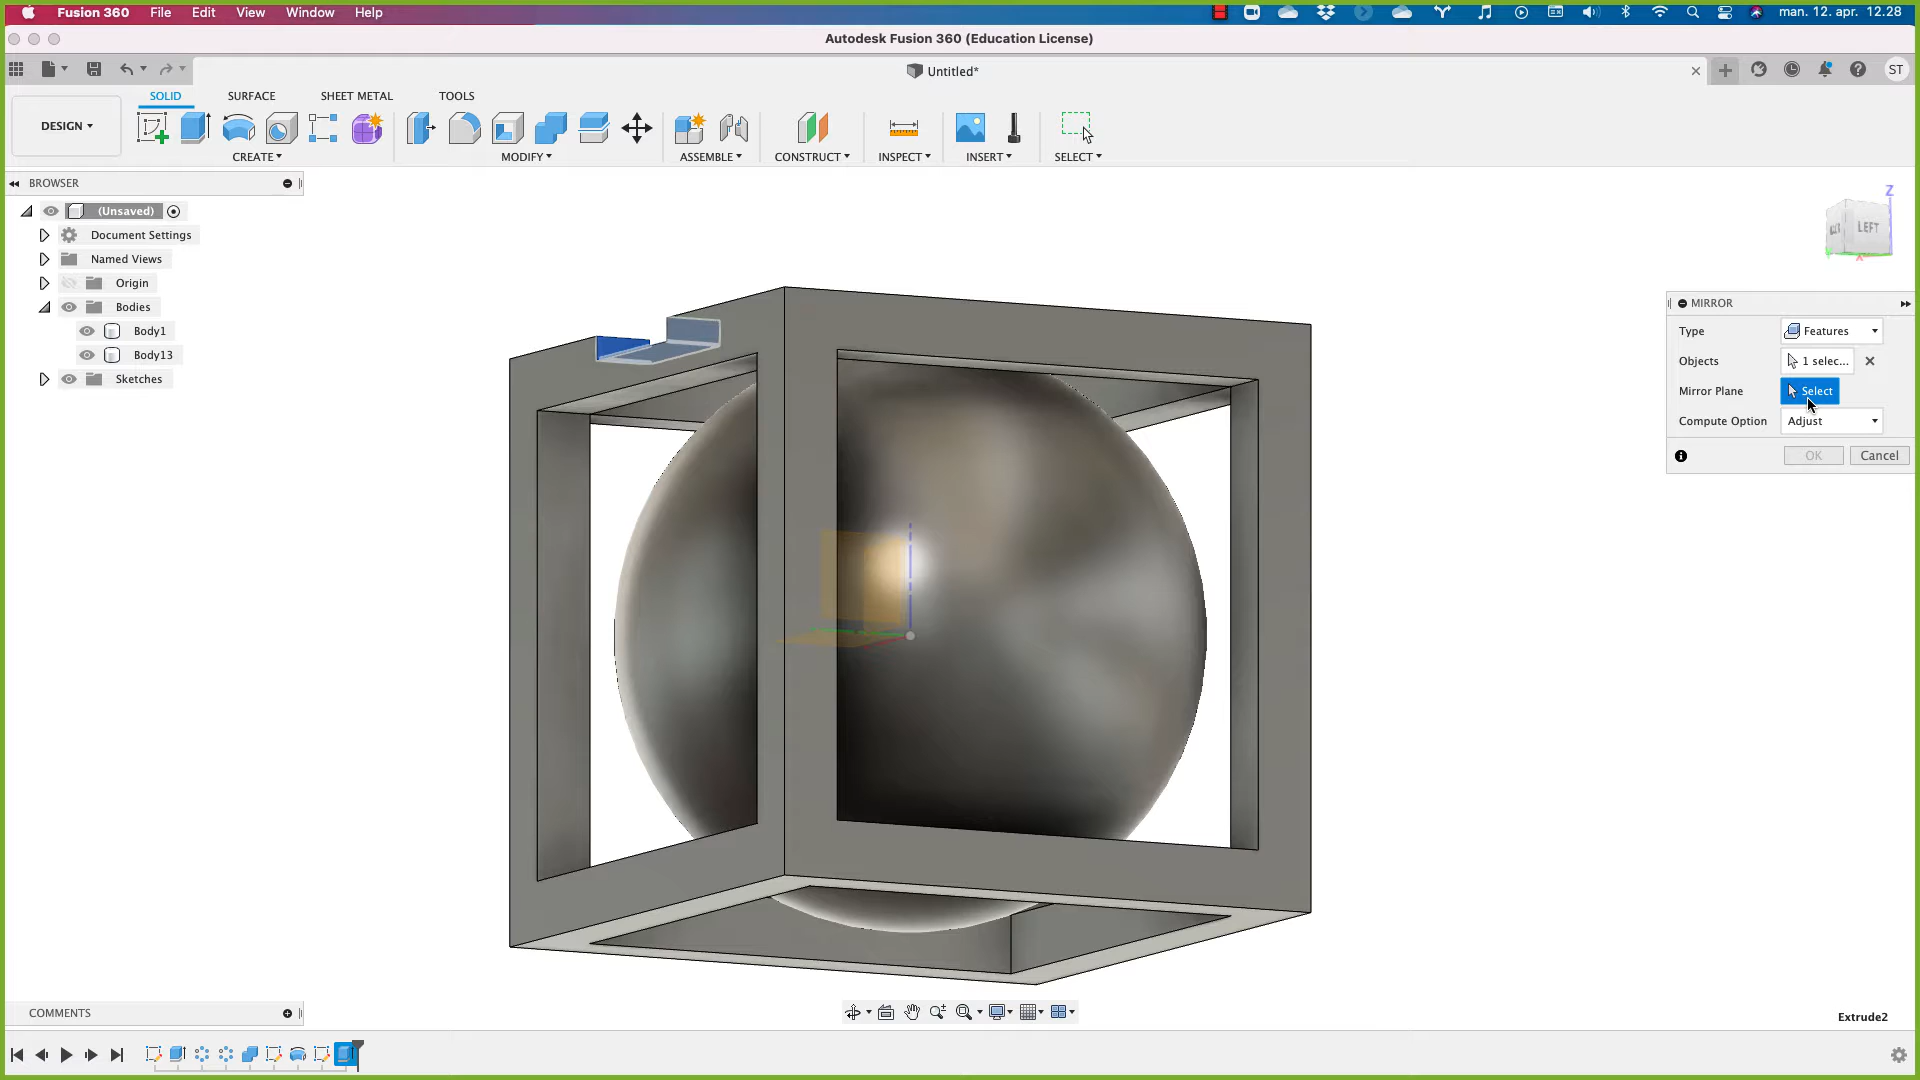 Fusion 360 File Edit View Window Help man. 12. apr. 12.28
Autodesk Fusion 360 (Education License)
Untitled*
ST
SOLID SURFACE SHEET METAL TOOLS
DESIGN
CREATE MODIFY ASSEMBLE CONSTRUCT INSPECT INSERT SELECT
BROWSER
(Unsaved)
Document Settings
Named Views
Origin
Bodies
Body1
Body13
Sketches
Z
LEFT
MIRROR
Type Features
Objects 1 selec...
Mirror Plane Select
Compute Option Adjust
OK Cancel
COMMENTS
Extrude2